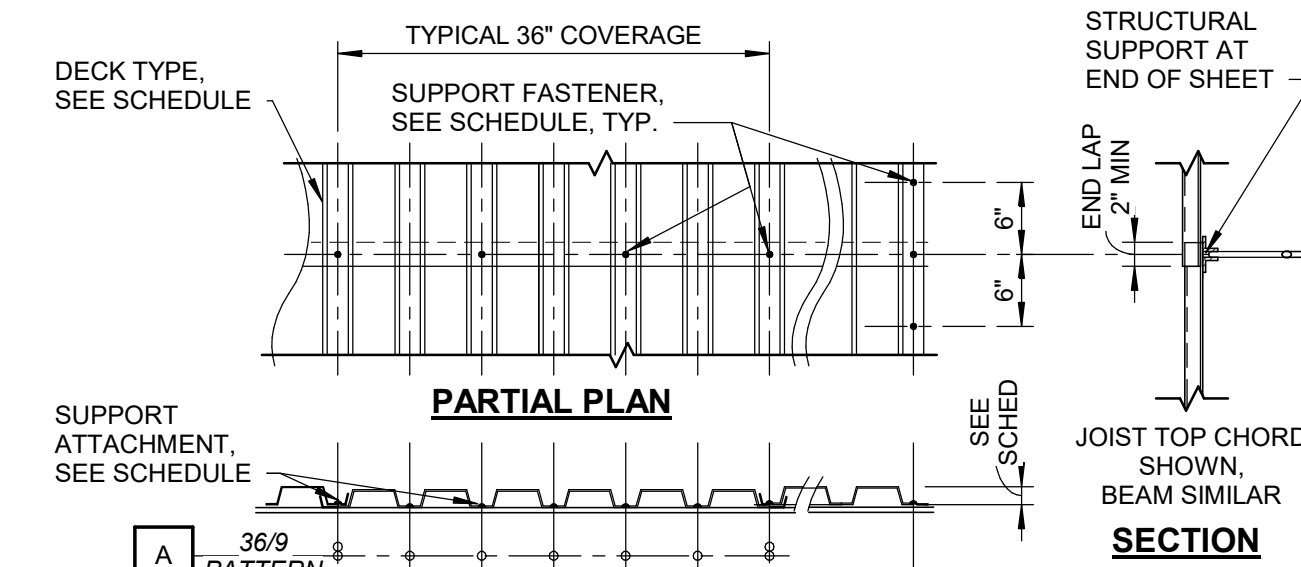 TYPICAL 36" COVERAGE
DECK TYPE,
SEE SCHEDULE
SUPPORT FASTENER,
SEE SCHEDULE, TYP.
STRUCTURAL
SUPPORT AT
END OF SHEET
END LAP
2" MIN
6"
6"
PARTIAL PLAN
SUPPORT
ATTACHMENT,
SEE SCHEDULE
SEE
SCHED
JOIST TOP CHORD
SHOWN,
BEAM SIMILAR
SECTION
A
36/9
PATTERN